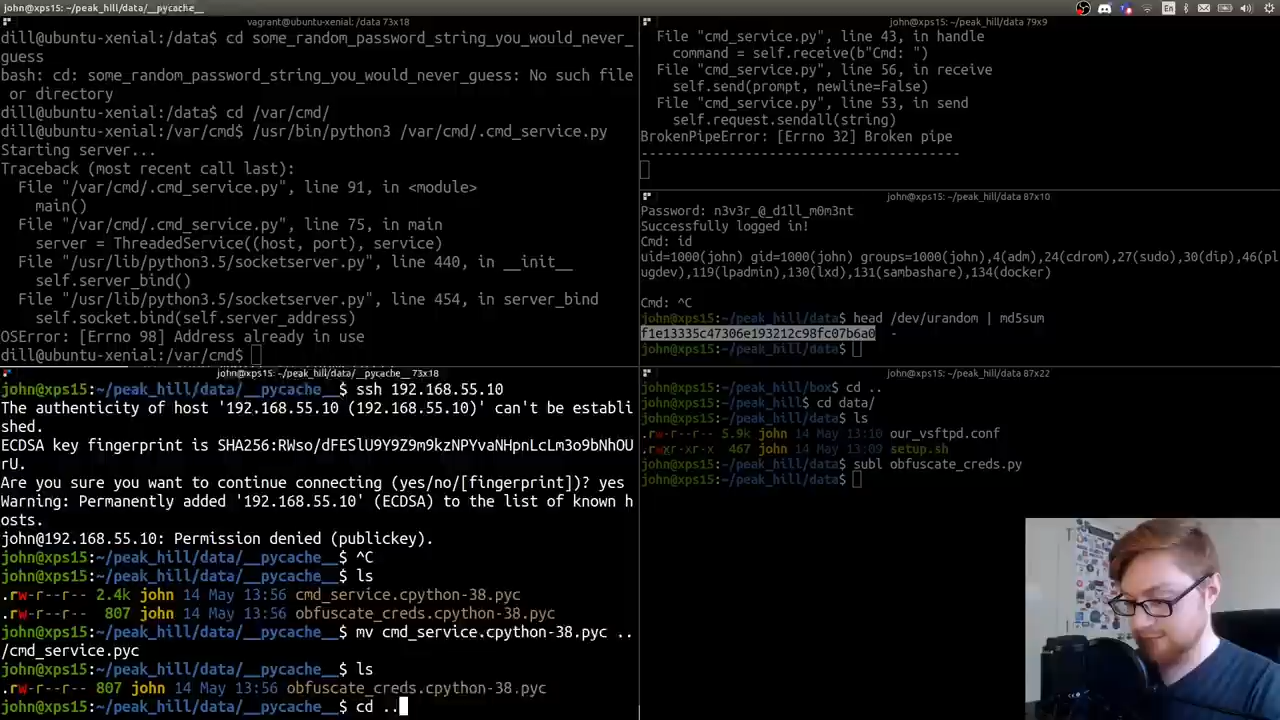 john@xps15: ~/peak_hill/data/__pycache__
En
vagrant@ubuntu-xenial: /data 73x18
dill@ubuntu-xenial:/data$ cd some_random_password_string_you_would_never_
guess
bash: cd: some_random_password_string_you_would_never_guess: No such file
or directory
dill@ubuntu-xenial:/data$ cd /var/cmd/
dill@ubuntu-xenial:/var/cmd$ /usr/bin/python3 /var/cmd/.cmd_service.py
Starting server...
Traceback (most recent call last):
File "/var/cmd/.cmd_service.py", line 91, in <module>
main()
File "/var/cmd/.cmd_service.py", line 75, in main
server = ThreadedService((host, port), service)
File "/usr/lib/python3.5/socketserver.py", line 440, in __init__
self.server_bind()
File "/usr/lib/python3.5/socketserver.py", line 454, in server_bind
self.socket.bind(self.server_address)
OSError: [Errno 98] Address already in use
dill@ubuntu-xenial:/var/cmd$
john@xps15: ~/peak_hill/data 79x9
File "cmd_service.py", line 43, in handle
command = self.receive(b"Cmd: ")
File "cmd_service.py", line 56, in receive
self.send(prompt, newline=False)
File "cmd_service.py", line 53, in send
self.request.sendall(string)
BrokenPipeError: [Errno 32] Broken pipe
----------------------------------------
john@xps15: ~/peak_hill/data 87x10
Password: n3v3r_@_d1ll_m0m3nt
Successfully logged in!
Cmd: id
uid=1000(john) gid=1000(john) groups=1000(john),4(adm),24(cdrom),27(sudo),30(dip),46(pl
ugdev),119(lpadmin),130(lxd),131(sambashare),134(docker)
Cmd: ^C
john@xps15:~/peak_hill/data$ head /dev/urandom | md5sum
f1e13335c47306e193212c98fc07b6a0  -
john@xps15:~/peak_hill/data$
john@xps15: ~/peak_hill/data/__pycache__ 73x18
john@xps15:~/peak_hill/data/__pycache__$ ssh 192.168.55.10
The authenticity of host '192.168.55.10 (192.168.55.10)' can't be establi
shed.
ECDSA key fingerprint is SHA256:RWso/dFESlU9Y9Z9m9kzNPYvaNHpnLcLm3o9bNhOU
rU.
Are you sure you want to continue connecting (yes/no/[fingerprint])? yes
Warning: Permanently added '192.168.55.10' (ECDSA) to the list of known h
osts.
john@192.168.55.10: Permission denied (publickey).
john@xps15:~/peak_hill/data/__pycache__$ ^C
john@xps15:~/peak_hill/data/__pycache__$ ls
.rw-r--r-- 2.4k john 14 May 13:56 cmd_service.cpython-38.pyc
.rw-r--r--  807 john 14 May 13:56 obfuscate_creds.cpython-38.pyc
john@xps15:~/peak_hill/data/__pycache__$ mv cmd_service.cpython-38.pyc ..
/cmd_service.pyc
john@xps15:~/peak_hill/data/__pycache__$ ls
.rw-r--r-- 807 john 14 May 13:56 obfuscate_creds.cpython-38.pyc
john@xps15:~/peak_hill/data/__pycache__$ cd ..
john@xps15: ~/peak_hill/data 87x22
john@xps15:~/peak_hill/box$ cd ..
john@xps15:~/peak_hill$ cd data/
john@xps15:~/peak_hill/data$ ls
.rw-r--r-- 5.9k john 14 May 13:10 our_vsftpd.conf
.rwxr-xr-x  467 john 14 May 13:09 setup.sh
john@xps15:~/peak_hill/data$ subl obfuscate_creds.py
john@xps15:~/peak_hill/data$